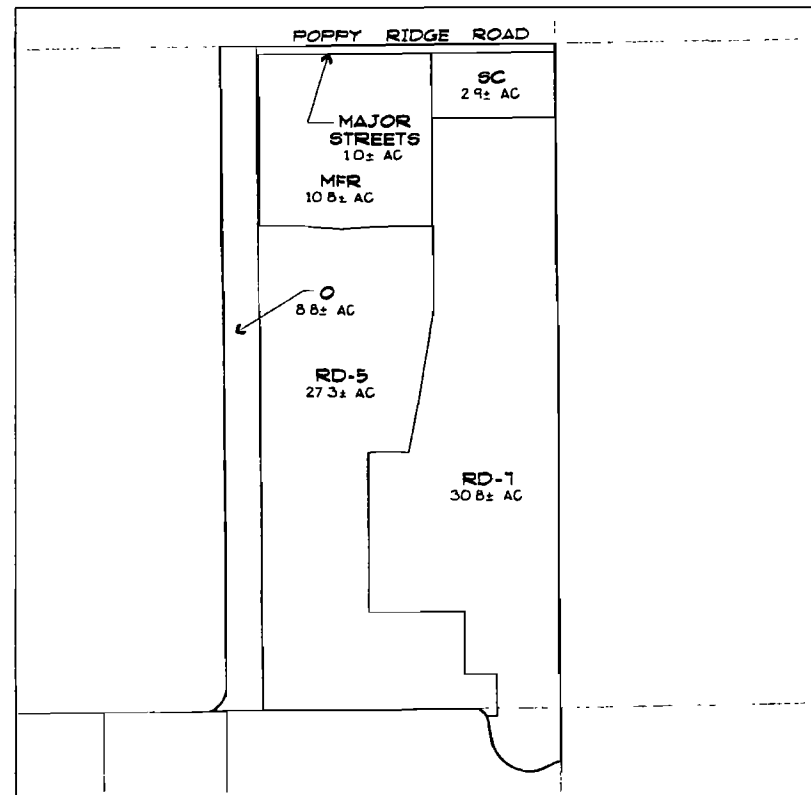 POPPY RIDGE ROAD
SC
2.9± AC
MAJOR
STREETS
1.0± AC
MFR
10.8± AC
O
8.8± AC
RD-5
27.3± AC
RD-7
30.8± AC